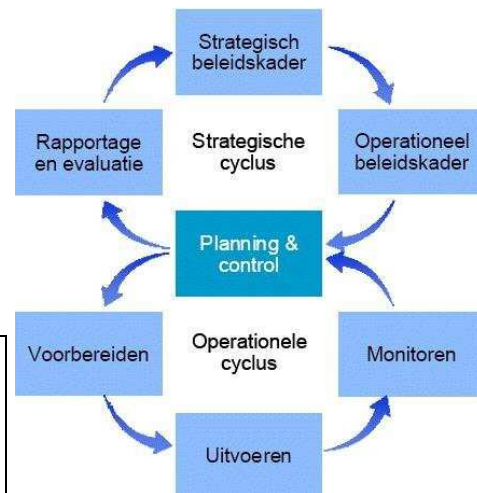 Strategisch
beleidskader
Rapportage
en evaluatie
Strategische
cyclus
Operationeel
beleidskader
Planning &
control
Voorbereiden
Operationele
cyclus
Monitoren
Uitvoeren